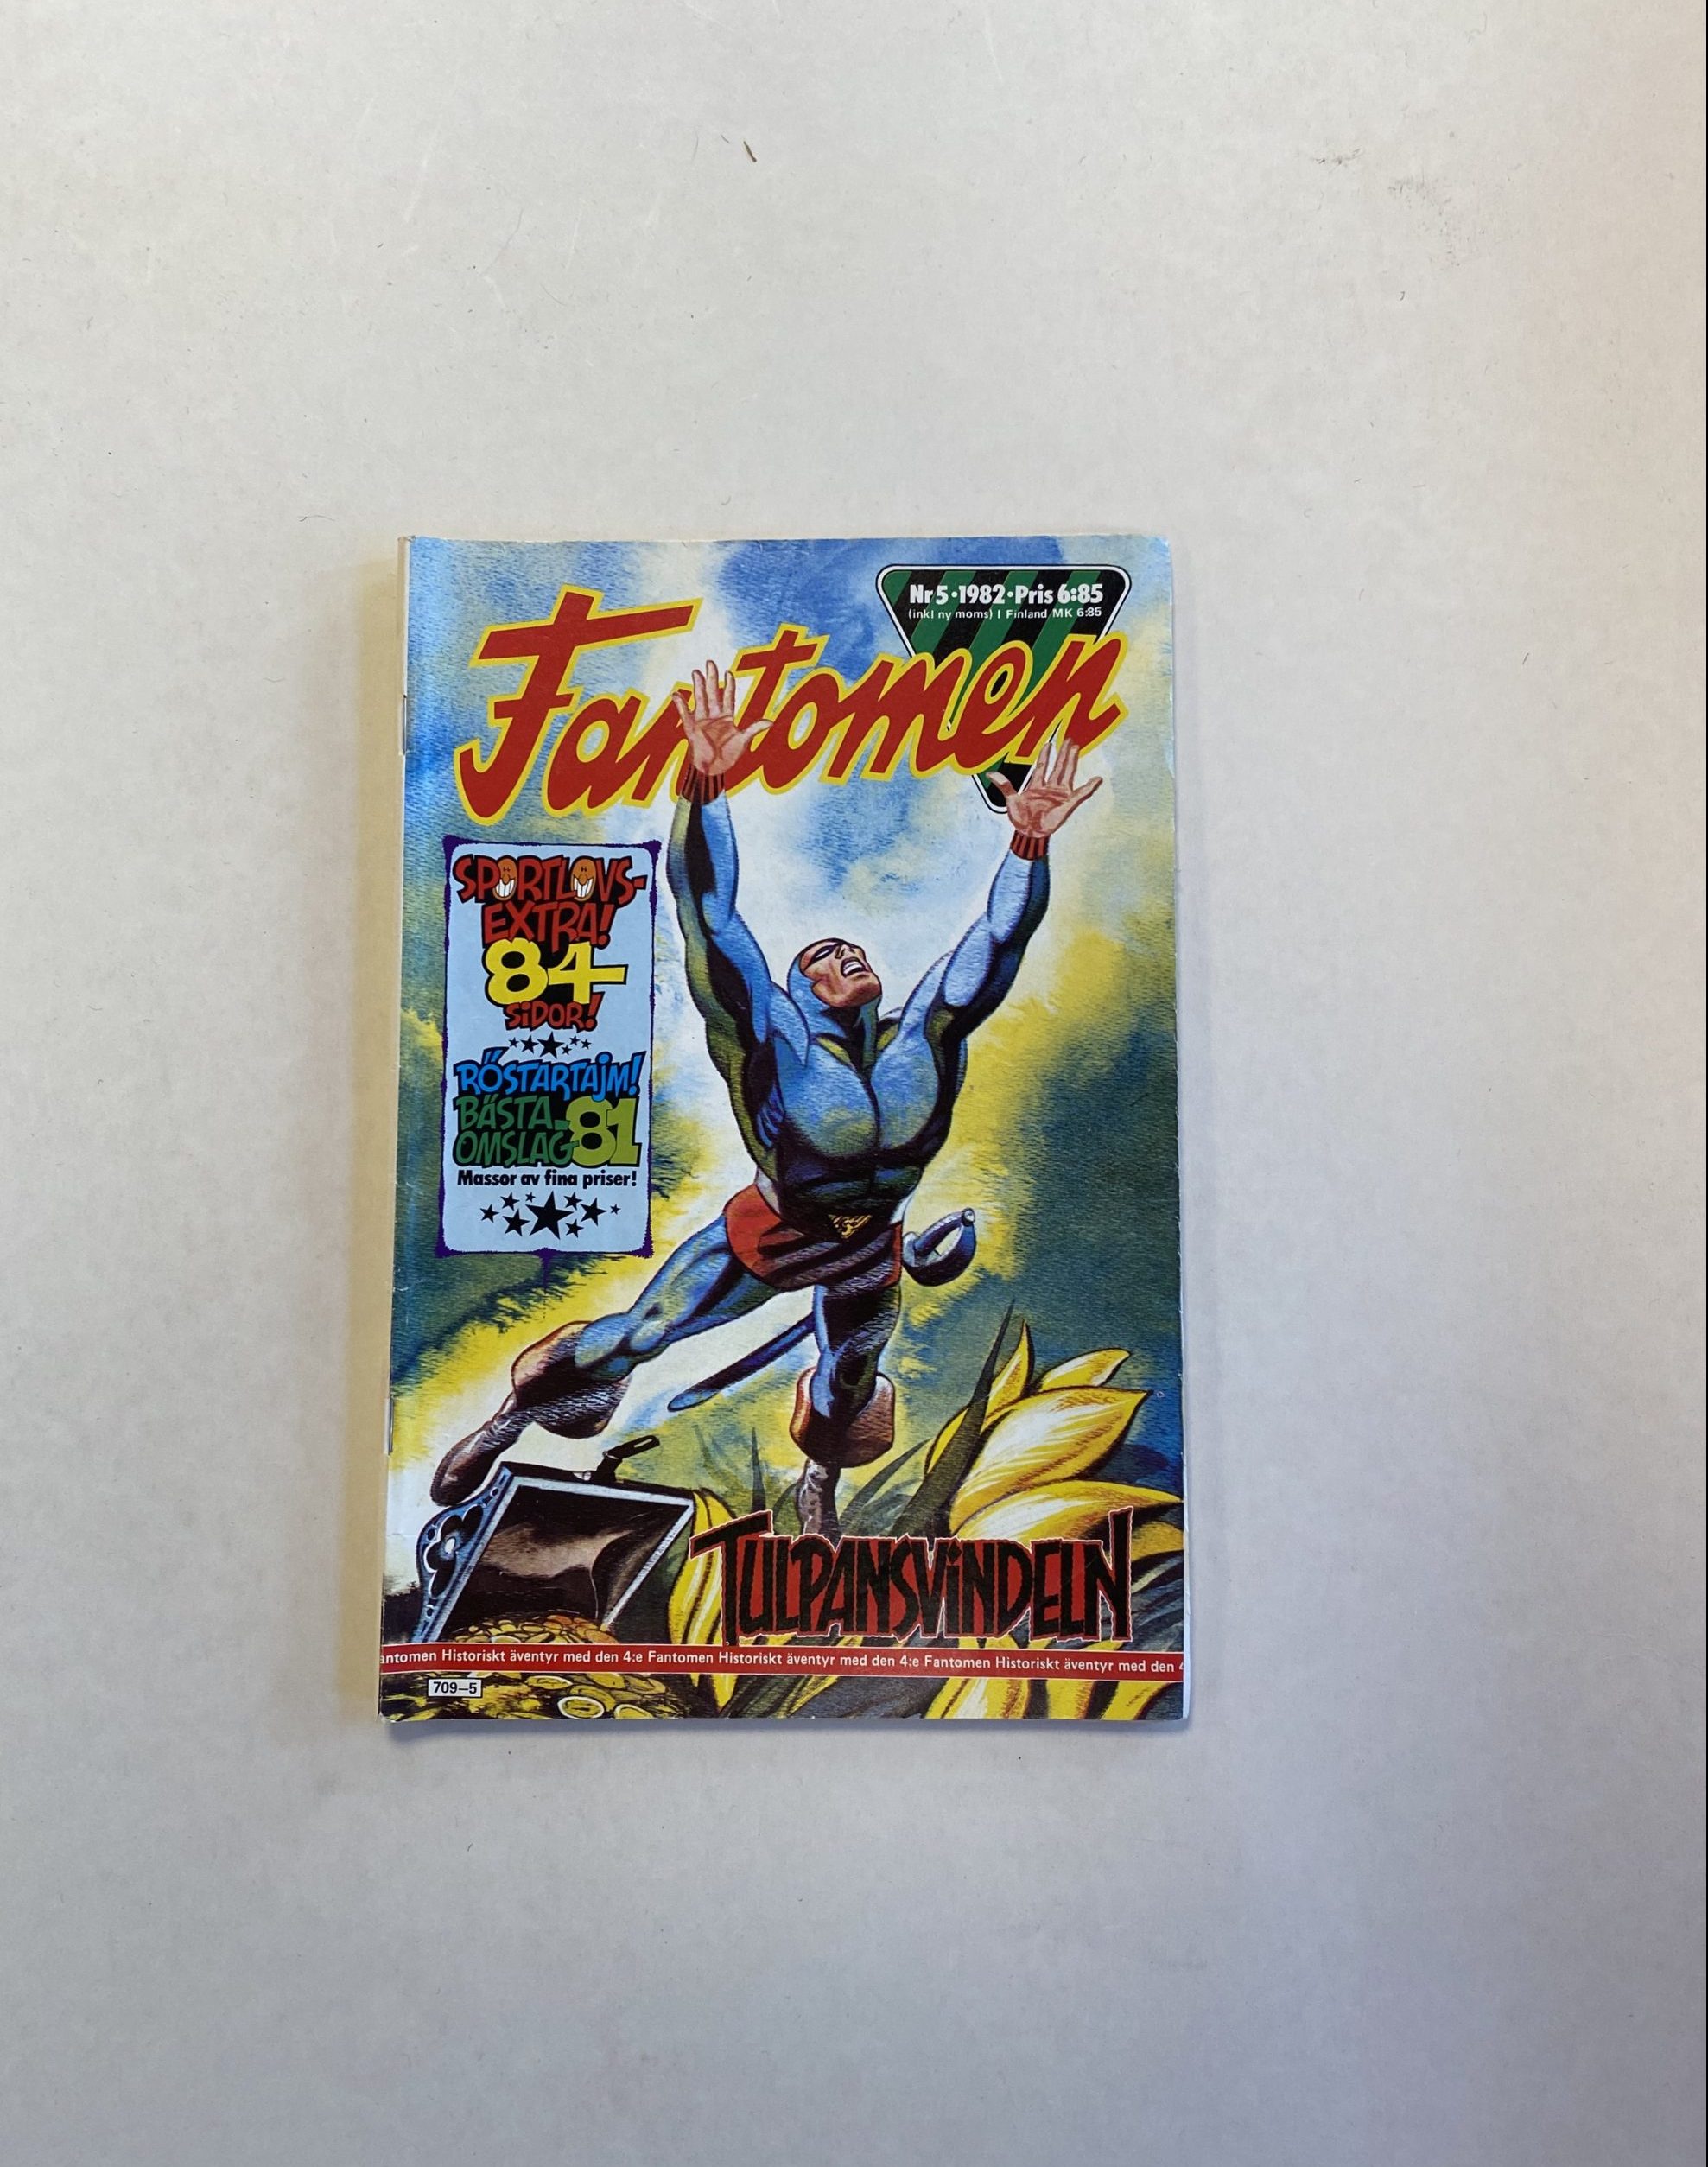 Nr 5 • 1982 • Pris 6:85
(inkl ny moms) I Finland MK 6:85
Fantomen
SPORTLOVS-
EXTRA!
84
SIDOR!
RÖSTARTAJM!
BÄSTA
OMSLAG-81
Massor av fina priser!
TULPANSVINDELN
antomen Historiskt äventyr med den 4:e Fantomen Historiskt äventyr med den 4:e Fantomen Historiskt äventyr med den 4
709–5